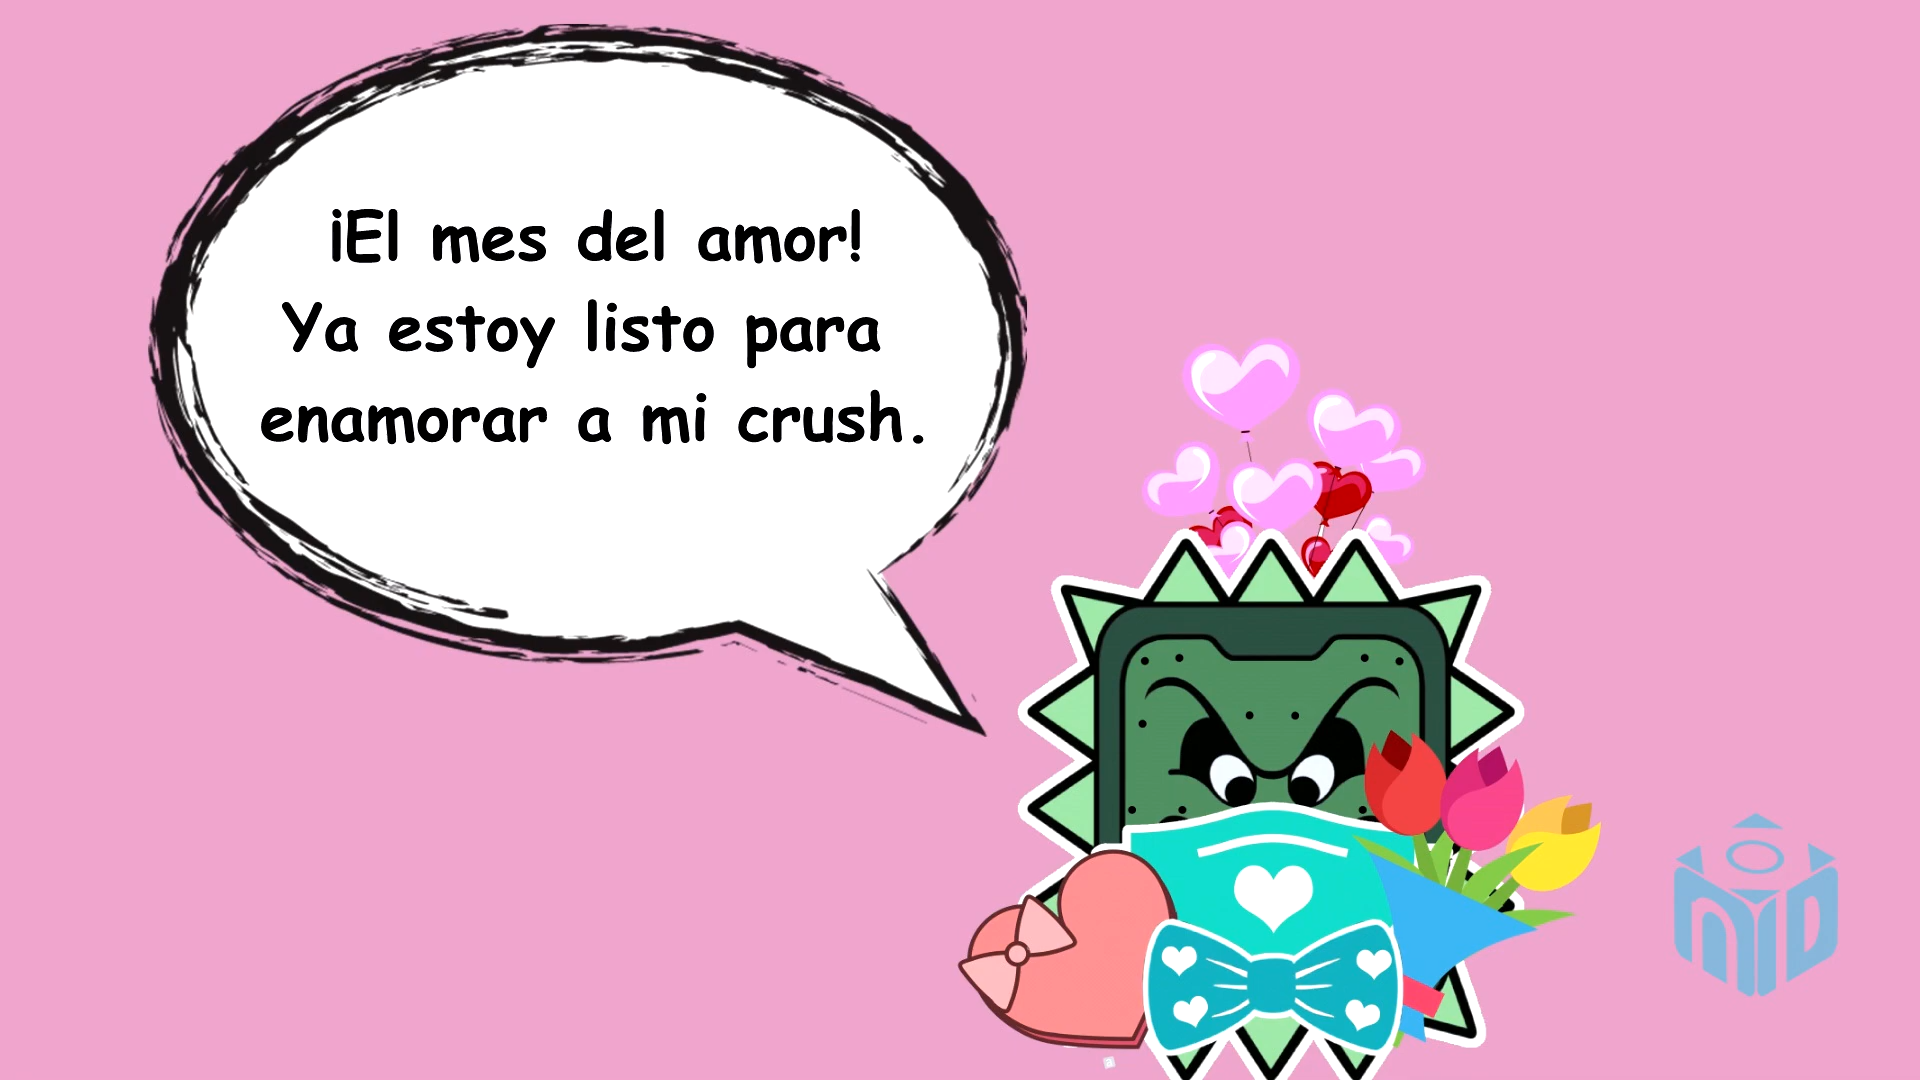 ¡El mes del amor!
Ya estoy listo para
enamorar a mi crush.